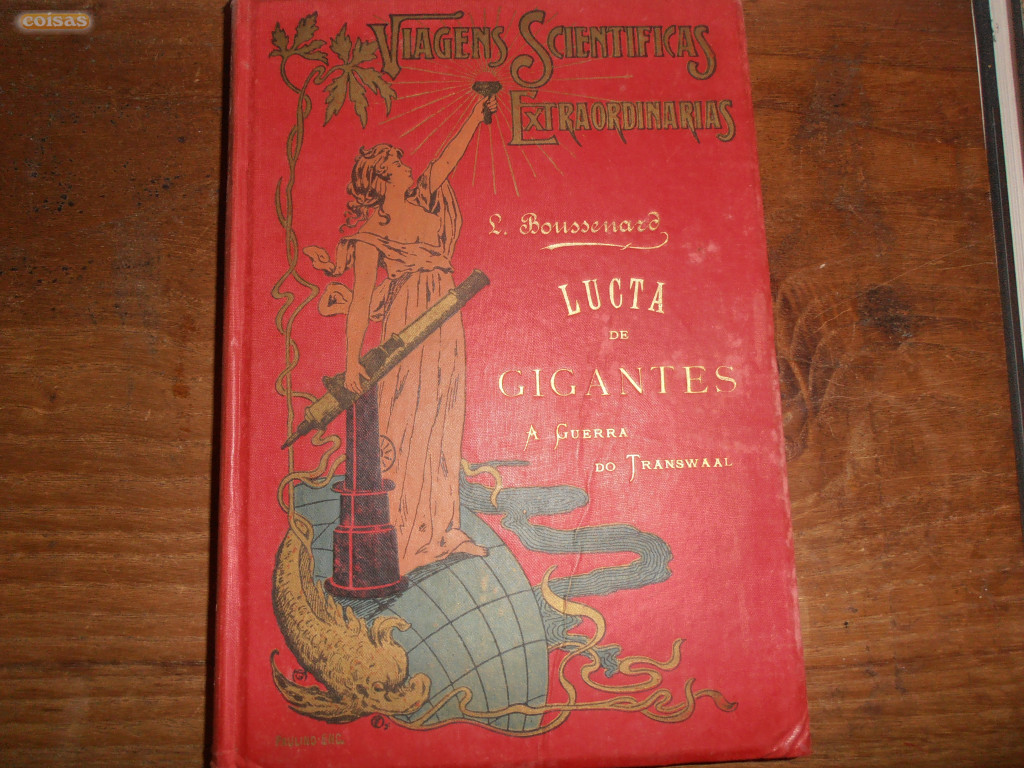 coisas
VIAGENS SCIENTIFICAS
EXTRAORDINARIAS
L. Boussenard
LUCTA
DE
GIGANTES
A GUERRA
DO TRANSWAAL